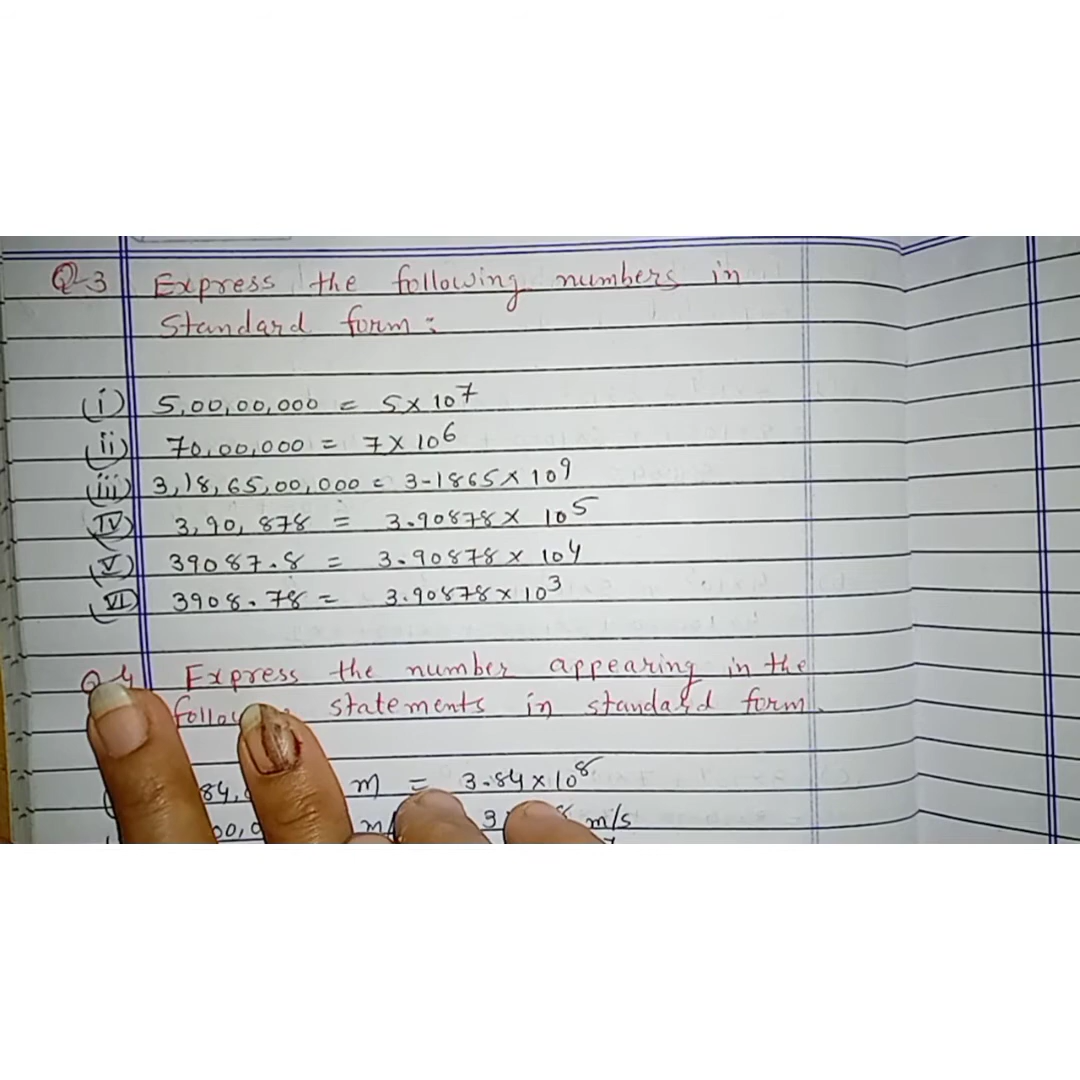 Q-3 Express the following numbers in
Standard form :
(i) 5,00,00,000 = 5×10⁷
(ii) 70,00,000 = 7×10⁶
(iii) 3,18,65,00,000 = 3-1865×10⁹
(IV) 3,90,878 = 3.90878× 10⁵
(V) 39087.8 = 3.90878×10⁴
(VI) 3908.78 = 3.90878×10³
Q-4 Express the number appearing in the
statements in standard form.
m = 3.84×10⁸
m/s